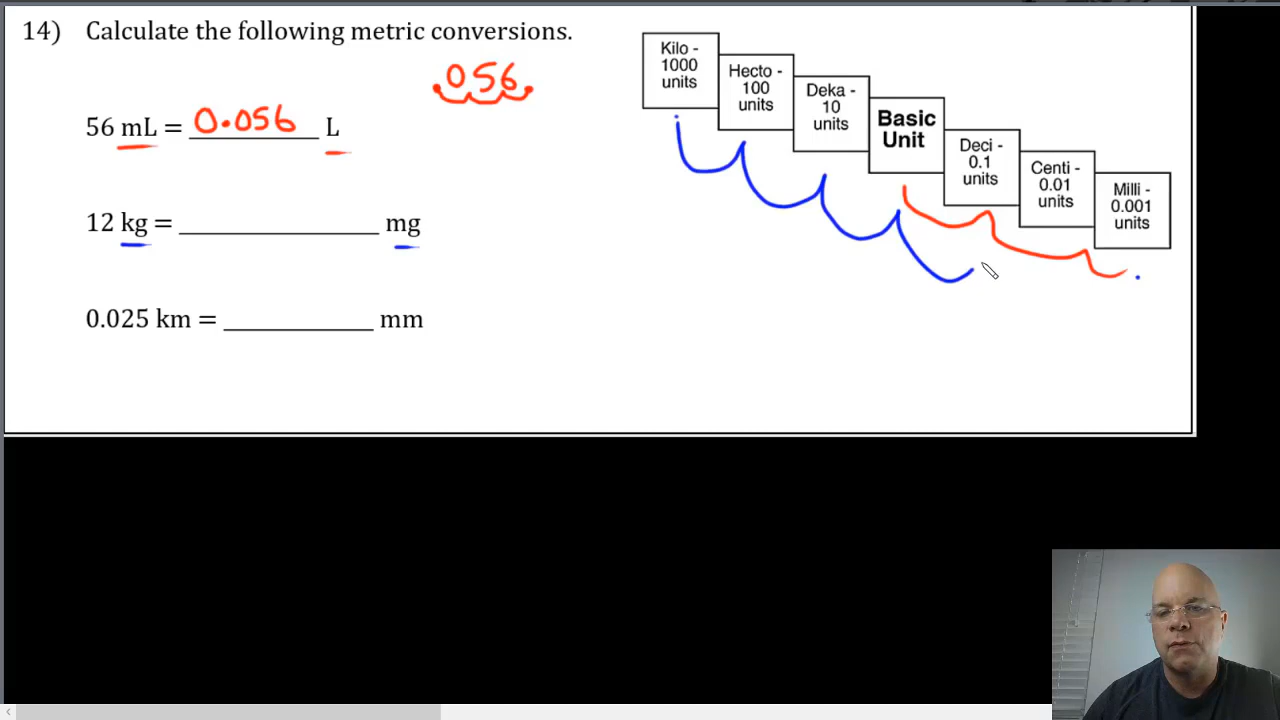 14) Calculate the following metric conversions.
056
56 mL = 0.056 L
12 kg = ____________ mg
0.025 km = ____________ mm
Kilo -
1000
units
Hecto -
100
units
Deka -
10
units
Basic
Unit
Deci -
0.1
units
Centi -
0.01
units
Milli -
0.001
units